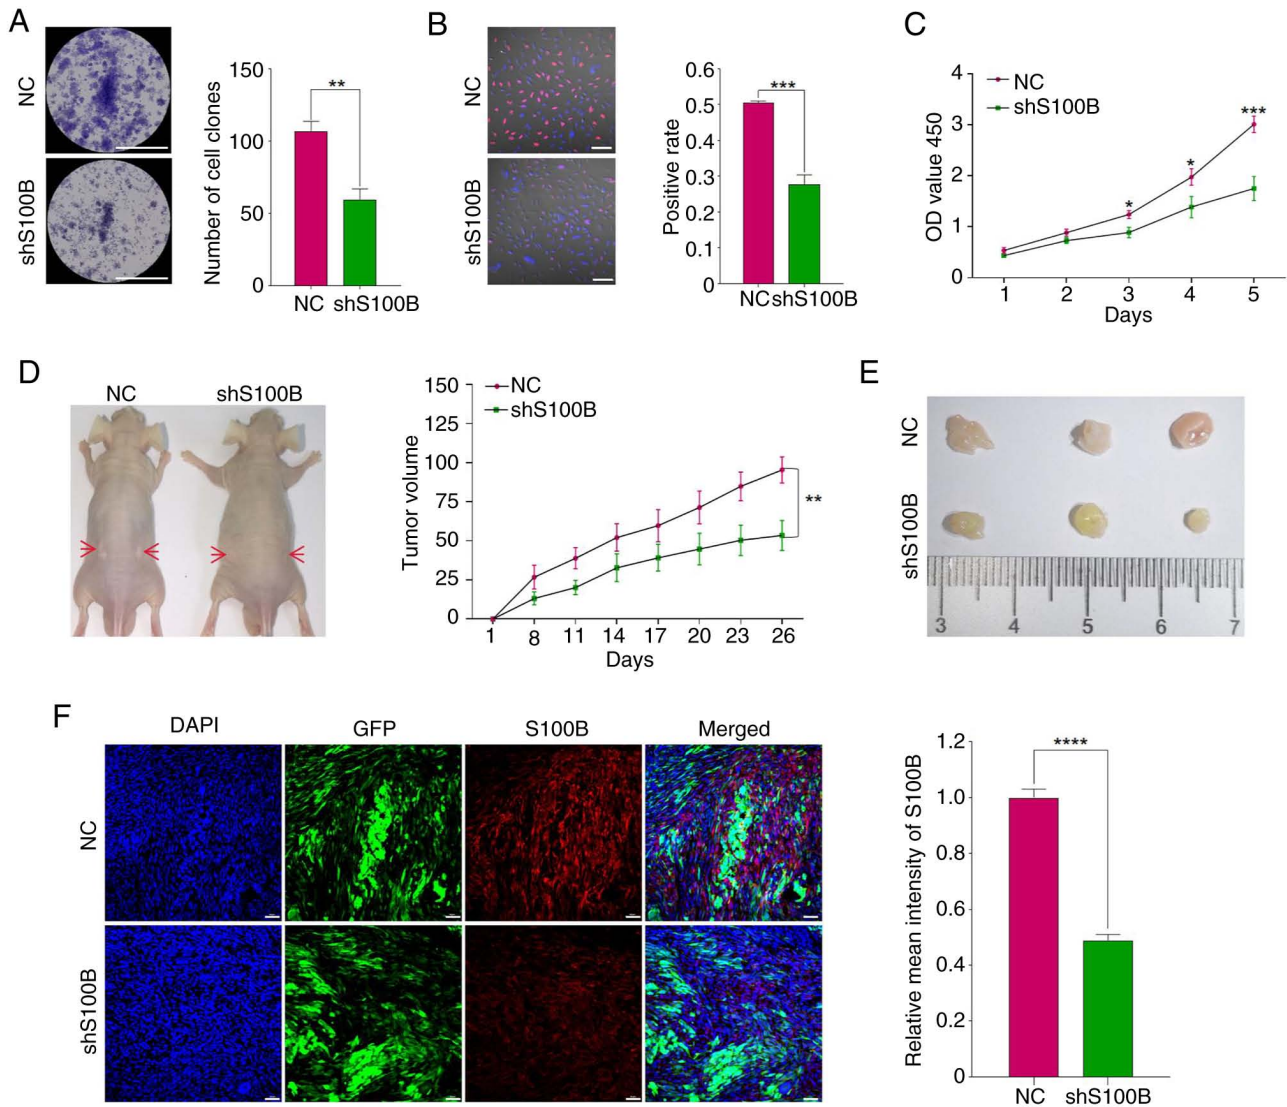 A
NC
shS100B
Number of cell clones
150
100
50
0
**
NC shS100B
B
NC
shS100B
Positive rate
0.6
0.5
0.4
0.3
0.2
0.1
0
***
NC shS100B
C
OD value 450
4
3
2
1
0
NC
shS100B
*
*
***
1 2 3 4 5
Days
D
NC shS100B
Tumor volume
150
125
100
75
50
25
0
NC
shS100B
**
1 8 11 14 17 20 23 26
Days
E
NC
shS100B
3 4 5 6 7
F
DAPI GFP S100B Merged
NC
shS100B
Relative mean intensity of S100B
1.2
1.0
0.8
0.6
0.4
0.2
0
****
NC shS100B